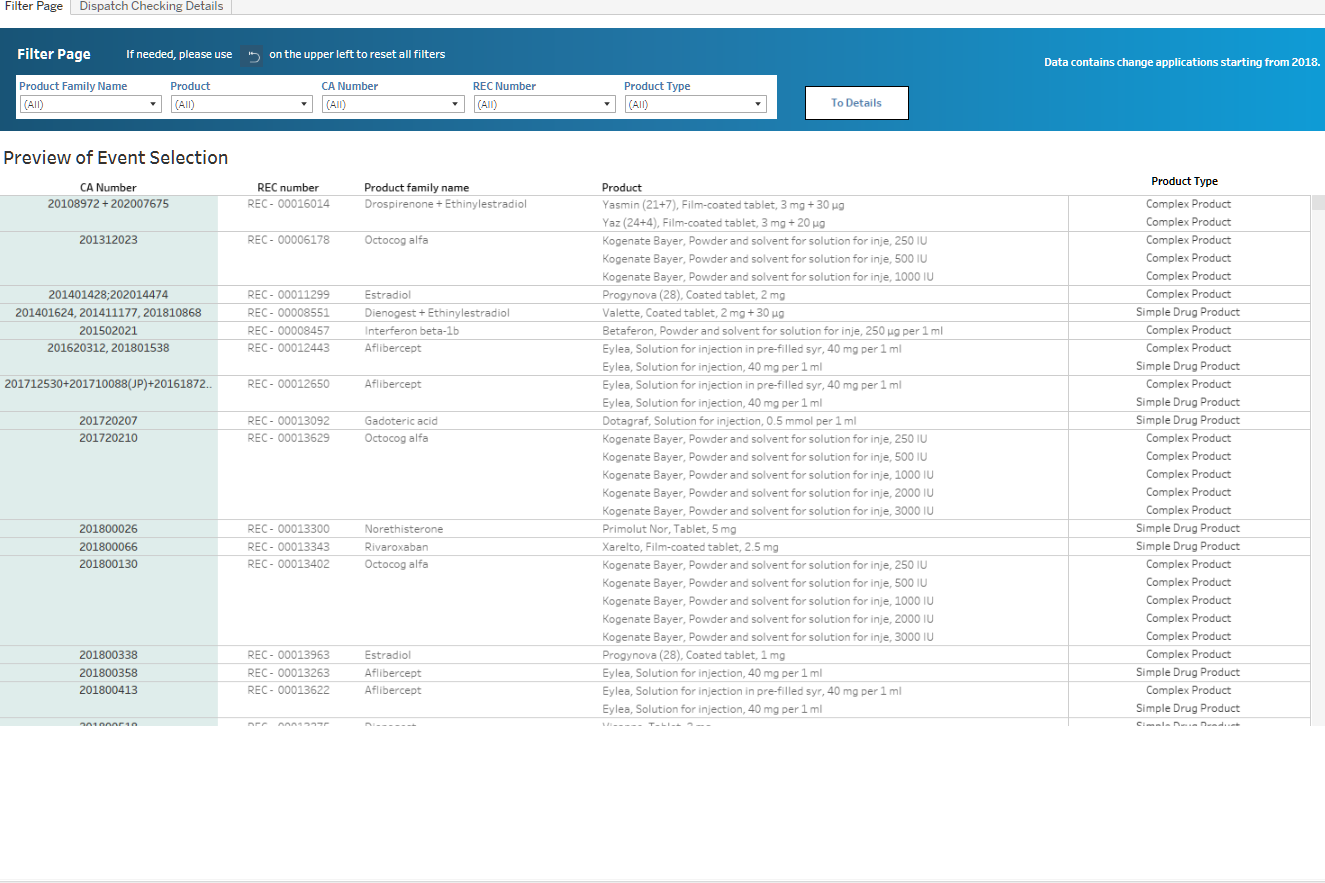 Filter Page Dispatch Checking Details
Filter Page If needed, please use on the upper left to reset all filters
Data contains change applications starting from 2018.
Product Family Name Product CA Number REC Number Product Type
(All) (All) (All) (All) (All)
To Details
Preview of Event Selection
CA Number REC number Product family name Product Product Type
20108972 + 202007675 REC - 00016014 Drospirenone + Ethinylestradiol Yasmin (21+7), Film-coated tablet, 3 mg + 30 µg Complex Product
Yaz (24+4), Film-coated tablet, 3 mg + 20 µg Complex Product
201312023 REC - 00006178 Octocog alfa Kogenate Bayer, Powder and solvent for solution for inje, 250 IU Complex Product
Kogenate Bayer, Powder and solvent for solution for inje, 500 IU Complex Product
Kogenate Bayer, Powder and solvent for solution for inje, 1000 IU Complex Product
201401428;202014474 REC - 00011299 Estradiol Progynova (28), Coated tablet, 2 mg Complex Product
201401624, 201411177, 201810868 REC - 00008551 Dienogest + Ethinylestradiol Valette, Coated tablet, 2 mg + 30 µg Simple Drug Product
201502021 REC - 00008457 Interferon beta-1b Betaferon, Powder and solvent for solution for inje, 250 µg per 1 ml Complex Product
201620312, 201801538 REC - 00012443 Aflibercept Eylea, Solution for injection in pre-filled syr, 40 mg per 1 ml Complex Product
Eylea, Solution for injection, 40 mg per 1 ml Simple Drug Product
201712530+201710088(JP)+20161872.. REC - 00012650 Aflibercept Eylea, Solution for injection in pre-filled syr, 40 mg per 1 ml Complex Product
Eylea, Solution for injection, 40 mg per 1 ml Simple Drug Product
201720207 REC - 00013092 Gadoteric acid Dotagraf, Solution for injection, 0.5 mmol per 1 ml Simple Drug Product
201720210 REC - 00013629 Octocog alfa Kogenate Bayer, Powder and solvent for solution for inje, 250 IU Complex Product
Kogenate Bayer, Powder and solvent for solution for inje, 500 IU Complex Product
Kogenate Bayer, Powder and solvent for solution for inje, 1000 IU Complex Product
Kogenate Bayer, Powder and solvent for solution for inje, 2000 IU Complex Product
Kogenate Bayer, Powder and solvent for solution for inje, 3000 IU Complex Product
201800026 REC - 00013300 Norethisterone Primolut Nor, Tablet, 5 mg Simple Drug Product
201800066 REC - 00013343 Rivaroxaban Xarelto, Film-coated tablet, 2.5 mg Simple Drug Product
201800130 REC - 00013402 Octocog alfa Kogenate Bayer, Powder and solvent for solution for inje, 250 IU Complex Product
Kogenate Bayer, Powder and solvent for solution for inje, 500 IU Complex Product
Kogenate Bayer, Powder and solvent for solution for inje, 1000 IU Complex Product
Kogenate Bayer, Powder and solvent for solution for inje, 2000 IU Complex Product
Kogenate Bayer, Powder and solvent for solution for inje, 3000 IU Complex Product
201800338 REC - 00013963 Estradiol Progynova (28), Coated tablet, 1 mg Complex Product
201800358 REC - 00013263 Aflibercept Eylea, Solution for injection, 40 mg per 1 ml Simple Drug Product
201800413 REC - 00013622 Aflibercept Eylea, Solution for injection in pre-filled syr, 40 mg per 1 ml Complex Product
Eylea, Solution for injection, 40 mg per 1 ml Simple Drug Product